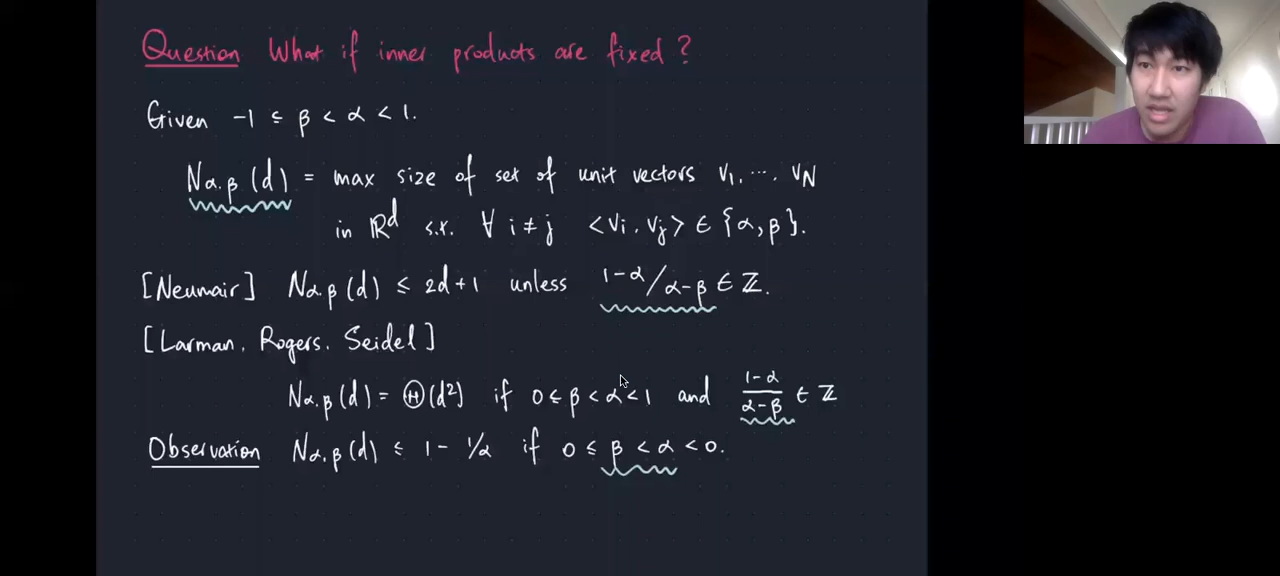 Question What if inner products are fixed?
Given -1 ≤ β < α < 1.
Nα,β(d) = max size of set of unit vectors v1, ..., vN
in ℝ^d s.t. ∀ i≠j <vi, vj> ∈ {α, β}.
[Neumair] Nα,β(d) ≤ 2d+1 unless 1-α/α-β ∈ ℤ.
[Larman, Rogers, Seidel]
Nα,β(d) = Θ(d²) if 0 ≤ β < α < 1 and (1-α)/(α-β) ∈ ℤ
Observation Nα,β(d) ≤ 1 - 1/α if 0 ≤ β < α < 0.